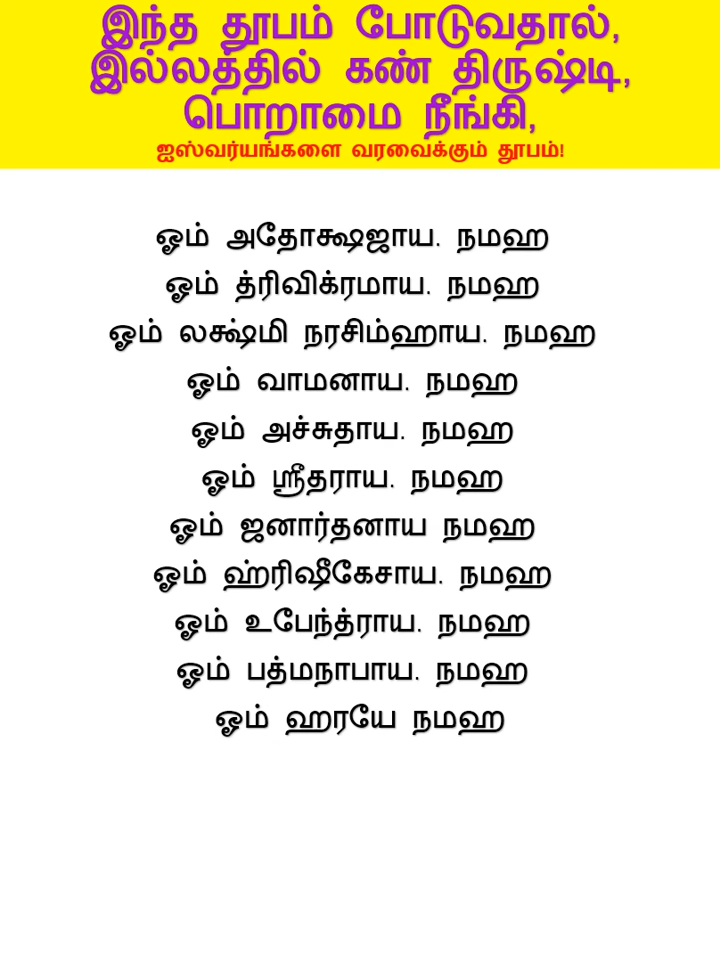 இந்த தூபம் போடுவதால்,
இல்லத்தில் கண் திருஷ்டி,
பொறாமை நீங்கி,
ஐஸ்வர்யங்களை வரவைக்கும் தூபம்!
ஓம் அதோக்ஷஜாய. நமஹ
ஓம் த்ரிவிக்ரமாய. நமஹ
ஓம் லக்ஷ்மி நரசிம்ஹாய. நமஹ
ஓம் வாமனாய. நமஹ
ஓம் அச்சுதாய. நமஹ
ஓம் ஸ்ரீதராய. நமஹ
ஓம் ஜனார்தனாய நமஹ
ஓம் ஹ்ரிஷீகேசாய. நமஹ
ஓம் உபேந்த்ராய. நமஹ
ஓம் பத்மநாபாய. நமஹ
ஓம் ஹரயே நமஹ